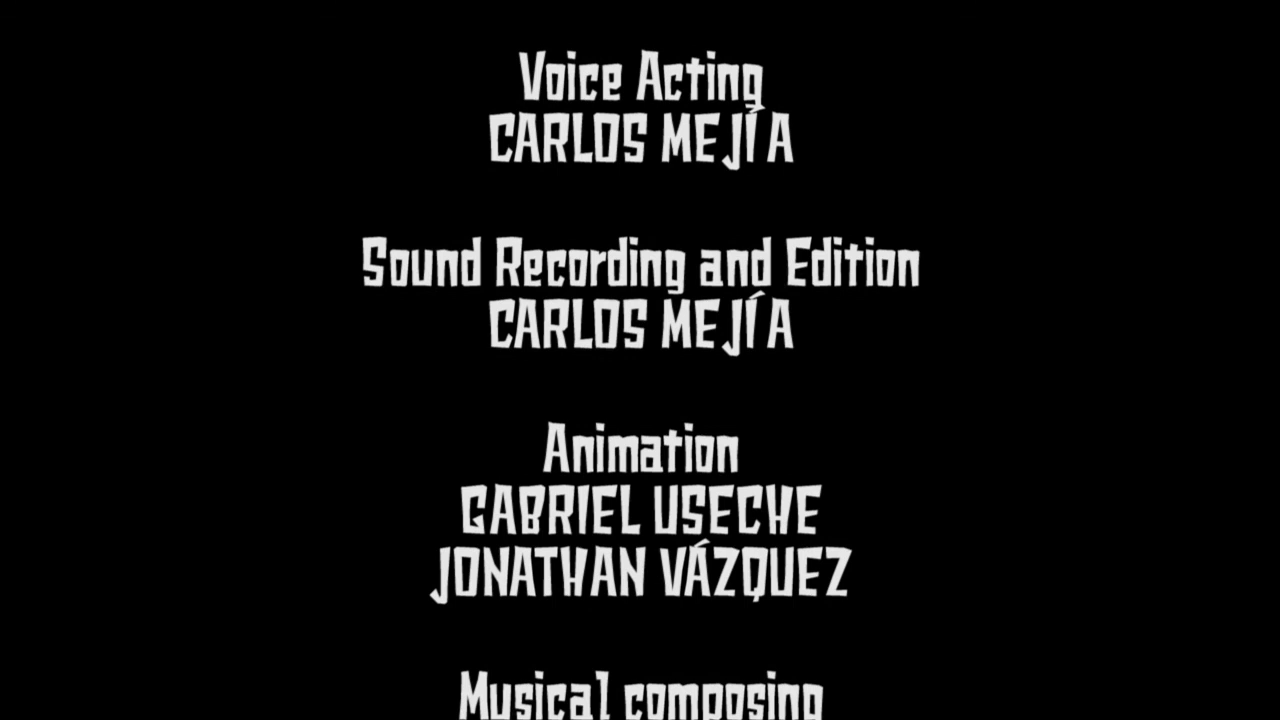 Voice Acting
CARLOS MEJÍA
Sound Recording and Edition
CARLOS MEJÍA
Animation
GABRIEL USECHE
JONATHAN VÁZQUEZ
Musical composing